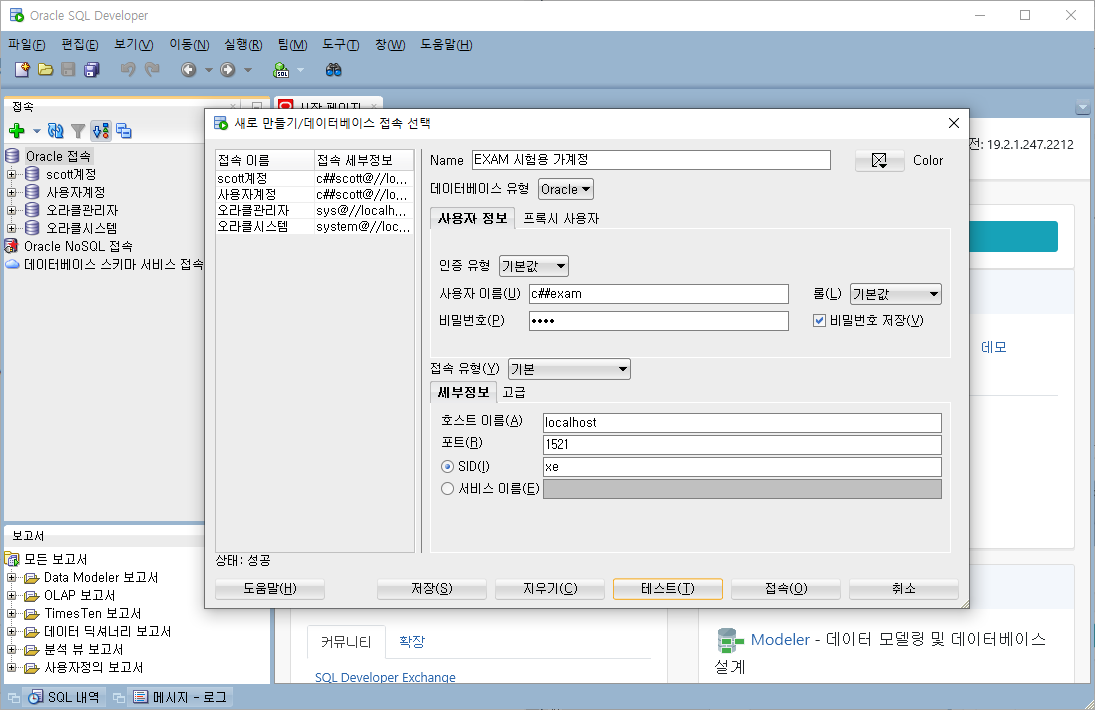 Oracle SQL Developer
파일(F) 편집(E) 보기(V) 이동(N) 실행(R) 팀(M) 도구(T) 창(W) 도움말(H)
접속
시작 페이지
Oracle 접속
scott계정
사용자계정
오라클관리자
오라클시스템
Oracle NoSQL 접속
데이터베이스 스키마 서비스 접속
전: 19.2.1.247.2212
데모
새로 만들기/데이터베이스 접속 선택
접속 이름 접속 세부정보
scott계정 c##scott@//lo...
사용자계정 c##scott@//lo...
오라클관리자 sys@//localh...
오라클시스템 system@//loc...
Name EXAM 시험용 가계정 Color
데이터베이스 유형 Oracle
사용자 정보 프록시 사용자
인증 유형 기본값
사용자 이름(U) c##exam 롤(L) 기본값
비밀번호(P) •••• 비밀번호 저장(V)
접속 유형(Y) 기본
세부정보 고급
호스트 이름(A) localhost
포트(R) 1521
SID(I) xe
서비스 이름(E)
상태: 성공
도움말(H) 저장(S) 지우기(C) 테스트(T) 접속(O) 취소
보고서
모든 보고서
Data Modeler 보고서
OLAP 보고서
TimesTen 보고서
데이터 딕셔너리 보고서
분석 뷰 보고서
사용자정의 보고서
커뮤니티 확장
SQL Developer Exchange
Modeler - 데이터 모델링 및 데이터베이스
설계
SQL 내역 메시지 - 로그